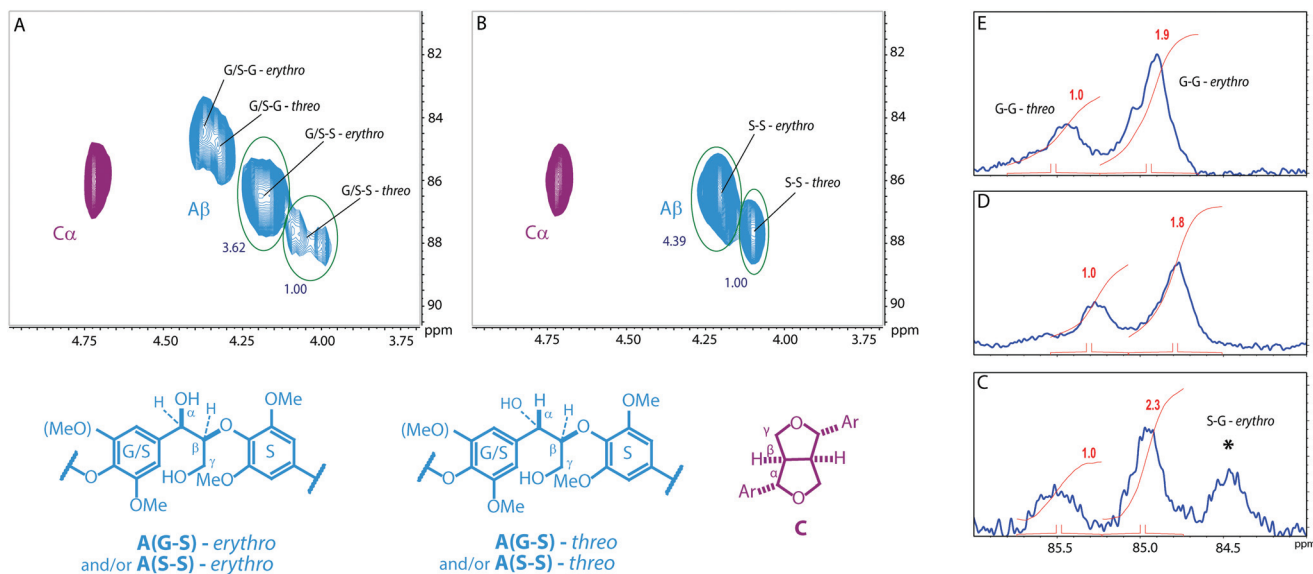 A
G/S-G - erythro
G/S-G - threo
G/S-S - erythro
G/S-S - threo
Aβ
Cα
3.62
1.00
82
84
86
88
90
ppm
4.75
4.50
4.25
4.00
3.75
B
S-S - erythro
S-S - threo
Aβ
Cα
4.39
1.00
82
84
86
88
90
ppm
4.75
4.50
4.25
4.00
3.75
E
1.9
1.0
G-G - threo
G-G - erythro
D
1.8
1.0
C
2.3
1.0
S-G - erythro
*
85.5
85.0
84.5
ppm
(MeO)
H
OH
α
H
O
OMe
G/S
β
γ
S
O
HO
MeO
OMe
A(G-S) - erythro
and/or A(S-S) - erythro
(MeO)
HO
H
α
H
O
OMe
G/S
β
γ
S
O
HO
MeO
OMe
A(G-S) - threo
and/or A(S-S) - threo
O
Ar
γ
β
H
H
α
Ar
O
C